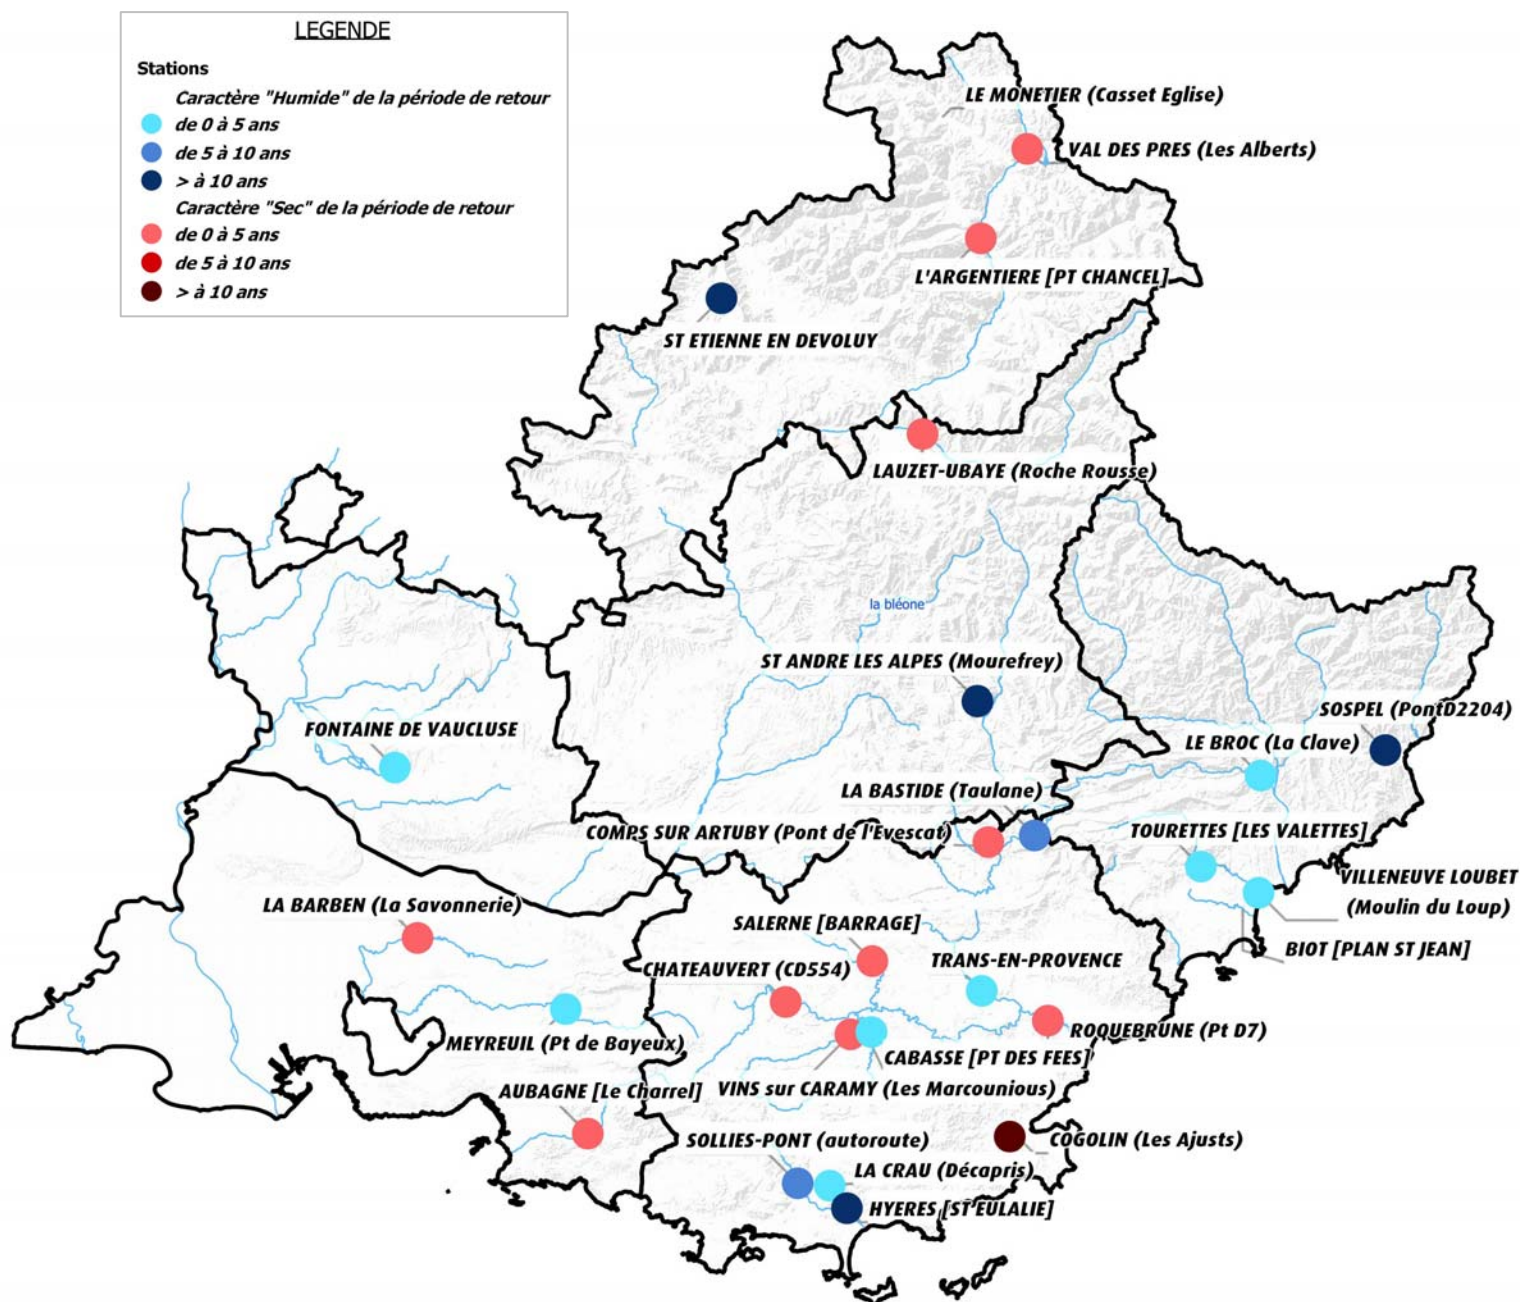 LEGENDE
Stations
Caractère "Humide" de la période de retour
de 0 à 5 ans
de 5 à 10 ans
> à 10 ans
Caractère "Sec" de la période de retour
de 0 à 5 ans
de 5 à 10 ans
> à 10 ans
LE MONETIER (Casset Eglise)
VAL DES PRES (Les Alberts)
L'ARGENTIERE [PT CHANCEL]
ST ETIENNE EN DEVOLUY
LAUZET-UBAYE (Roche Rousse)
la bléone
ST ANDRE LES ALPES (Mourefrey)
SOSPEL (PontD2204)
FONTAINE DE VAUCLUSE
LE BROC (La Clave)
LA BASTIDE (Taulane)
COMPS SUR ARTUBY (Pont de l'Evescat)
TOURETTES [LES VALETTES]
VILLENEUVE LOUBET
(Moulin du Loup)
LA BARBEN (La Savonnerie)
SALERNE [BARRAGE]
BIOT [PLAN ST JEAN]
TRANS-EN-PROVENCE
CHATEAUVERT (CD554)
ROQUEBRUNE (Pt D7)
MEYREUIL (Pt de Bayeux)
CABASSE [PT DES FEES]
AUBAGNE [Le Charrel]
VINS sur CARAMY (Les Marcounious)
SOLLIES-PONT (autoroute)
COGOLIN (Les Ajusts)
LA CRAU (Décapris)
HYERES [ST EULALIE]